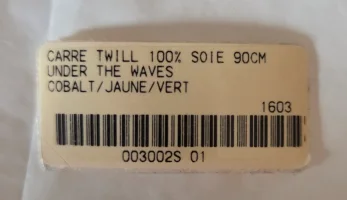 CARRE TWILL 100% SOIE 90CM
UNDER THE WAVES
COBALT/JAUNE/VERT
1603
003002S 01